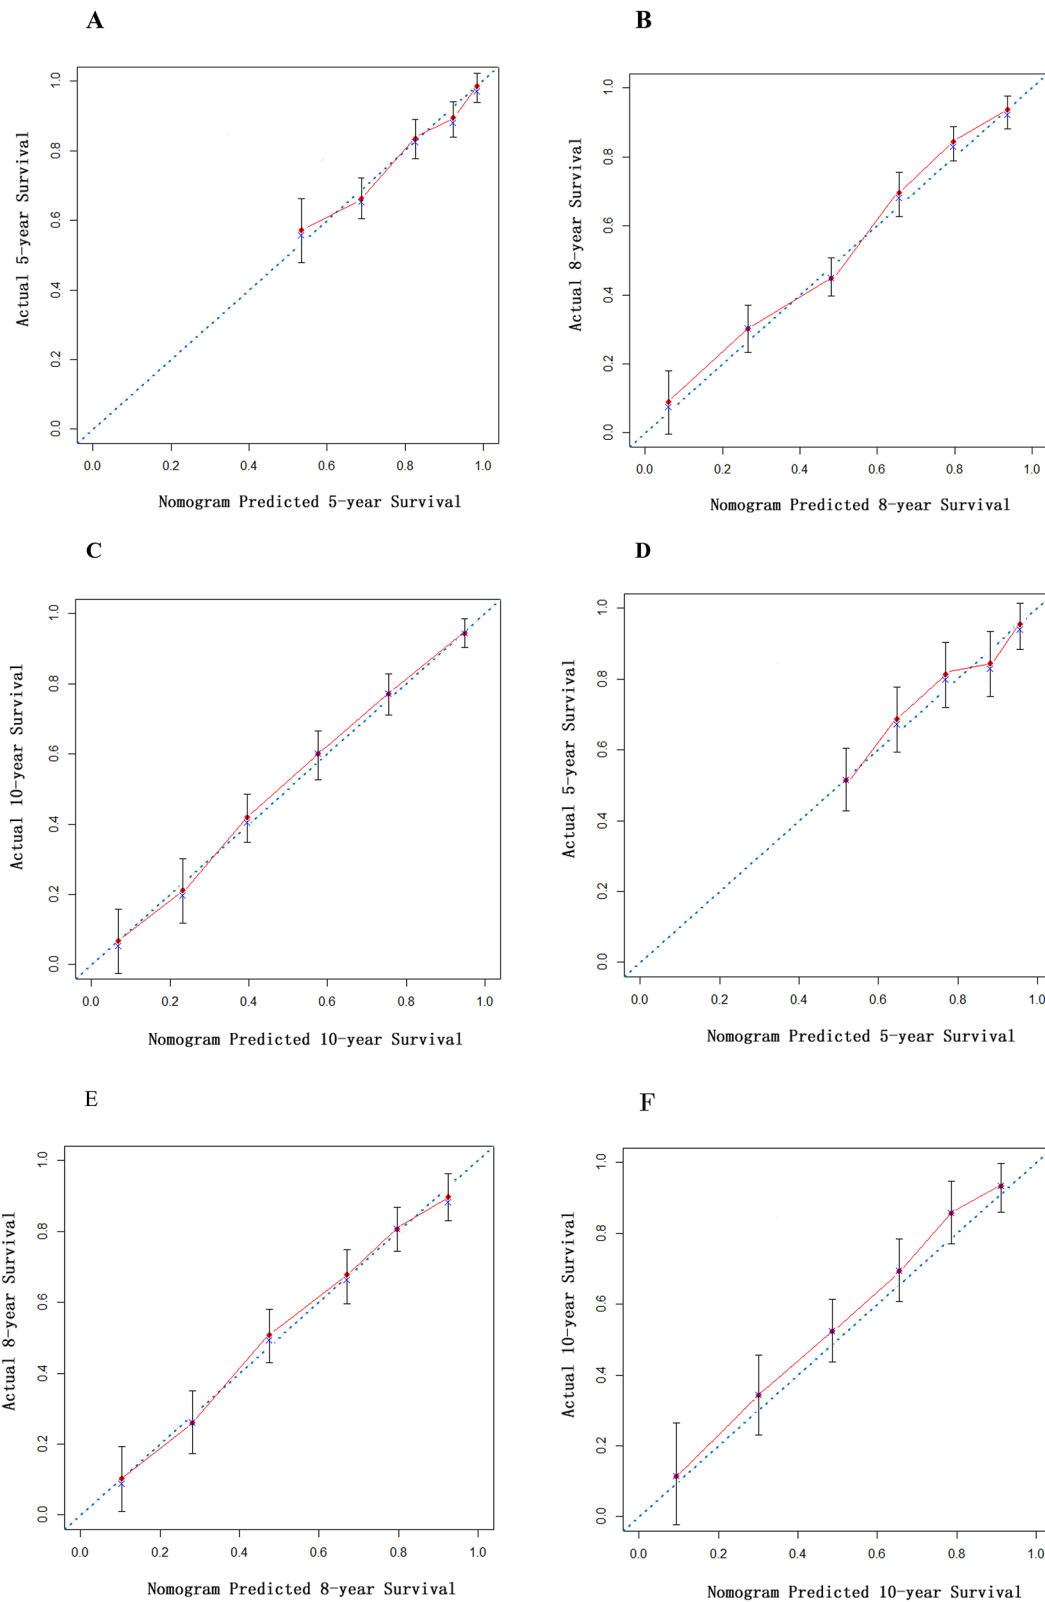 A
Actual 5-year Survival
1.0
0.8
0.6
0.4
0.2
0.0
0.0 0.2 0.4 0.6 0.8 1.0
Nomogram Predicted 5-year Survival
B
Actual 8-year Survival
1.0
0.8
0.6
0.4
0.2
0.0
0.0 0.2 0.4 0.6 0.8 1.0
Nomogram Predicted 8-year Survival
C
Actual 10-year Survival
1.0
0.8
0.6
0.4
0.2
0.0
0.0 0.2 0.4 0.6 0.8 1.0
Nomogram Predicted 10-year Survival
D
Actual 5-year Survival
1.0
0.8
0.6
0.4
0.2
0.0
0.0 0.2 0.4 0.6 0.8 1.0
Nomogram Predicted 5-year Survival
E
Actual 8-year Survival
1.0
0.8
0.6
0.4
0.2
0.0
0.0 0.2 0.4 0.6 0.8 1.0
Nomogram Predicted 8-year Survival
F
Actual 10-year Survival
1.0
0.8
0.6
0.4
0.2
0.0
0.0 0.2 0.4 0.6 0.8 1.0
Nomogram Predicted 10-year Survival